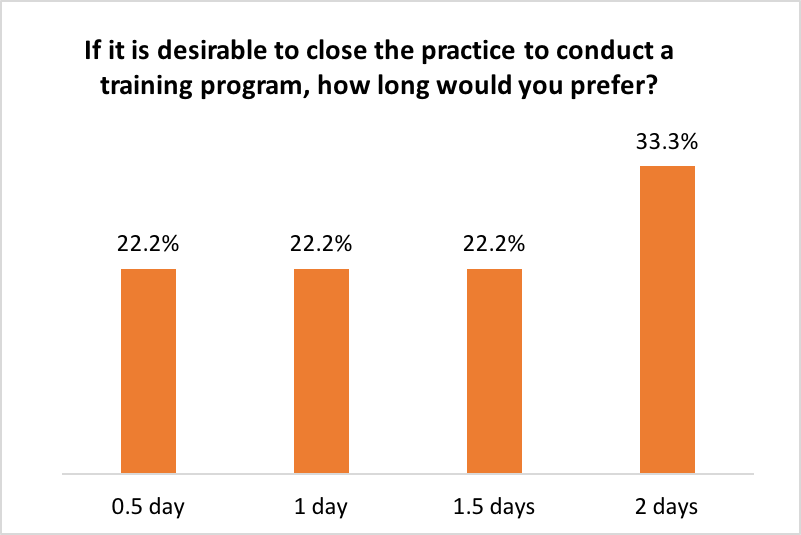 If it is desirable to close the practice to conduct a
training program, how long would you prefer?
33.3%
22.2%
22.2%
22.2%
0.5 day
1 day
1.5 days
2 days